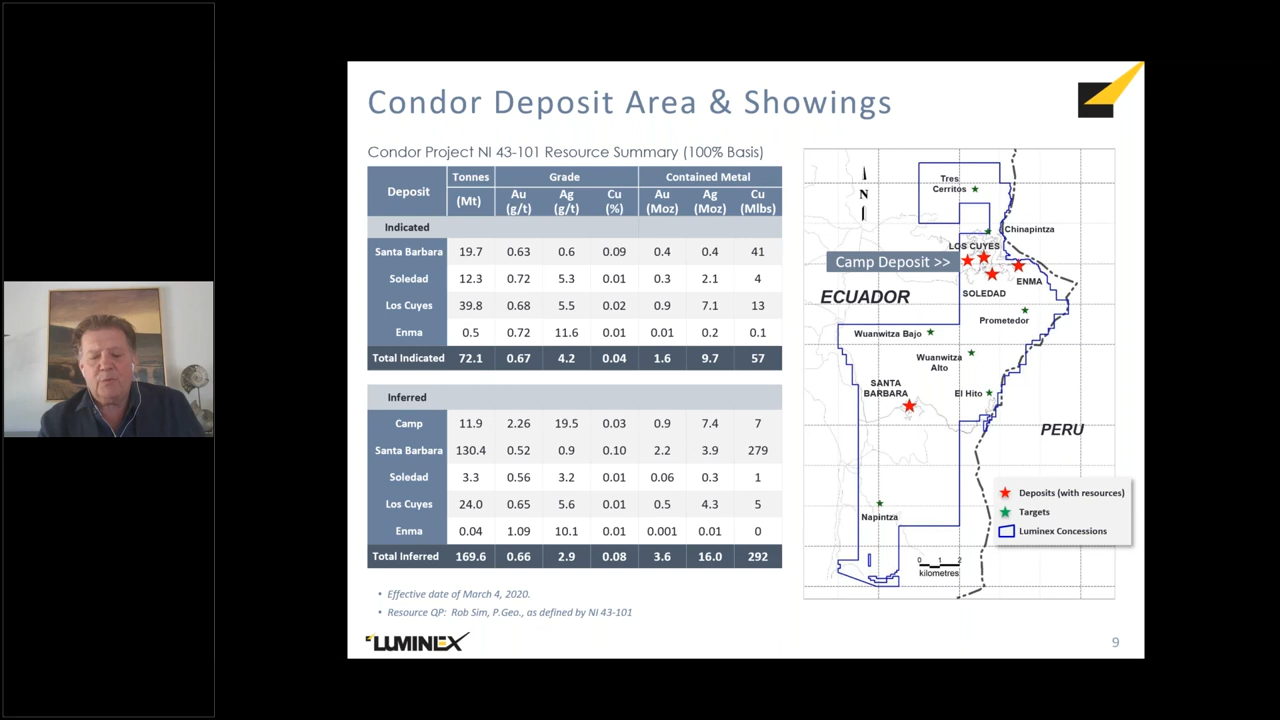 Condor Deposit Area & Showings
Condor Project NI 43-101 Resource Summary (100% Basis)
Deposit Tonnes Grade Contained Metal
(Mt) Au (g/t) Ag (g/t) Cu (%) Au (Moz) Ag (Moz) Cu (Mlbs)
Indicated
Santa Barbara 19.7 0.63 0.6 0.09 0.4 0.4 41
Soledad 12.3 0.72 5.3 0.01 0.3 2.1 4
Los Cuyes 39.8 0.68 5.5 0.02 0.9 7.1 13
Enma 0.5 0.72 11.6 0.01 0.01 0.2 0.1
Total Indicated 72.1 0.67 4.2 0.04 1.6 9.7 57
Inferred
Camp 11.9 2.26 19.5 0.03 0.9 7.4 7
Santa Barbara 130.4 0.52 0.9 0.10 2.2 3.9 279
Soledad 3.3 0.56 3.2 0.01 0.06 0.3 1
Los Cuyes 24.0 0.65 5.6 0.01 0.5 4.3 5
Enma 0.04 1.09 10.1 0.01 0.001 0.01 0
Total Inferred 169.6 0.66 2.9 0.08 3.6 16.0 292
• Effective date of March 4, 2020.
• Resource QP: Rob Sim, P.Geo., as defined by NI 43-101
LUMINEX
N
Tres
Cerritos
Chinapintza
LOS CUYES
Camp Deposit >>
ENMA
SOLEDAD
ECUADOR
Prometedor
Wuanwitza Bajo
Wuanwitza
Alto
SANTA
BARBARA
El Hito
PERU
Deposits (with resources)
Targets
Luminex Concessions
Napintza
0 1 2
kilometres
9